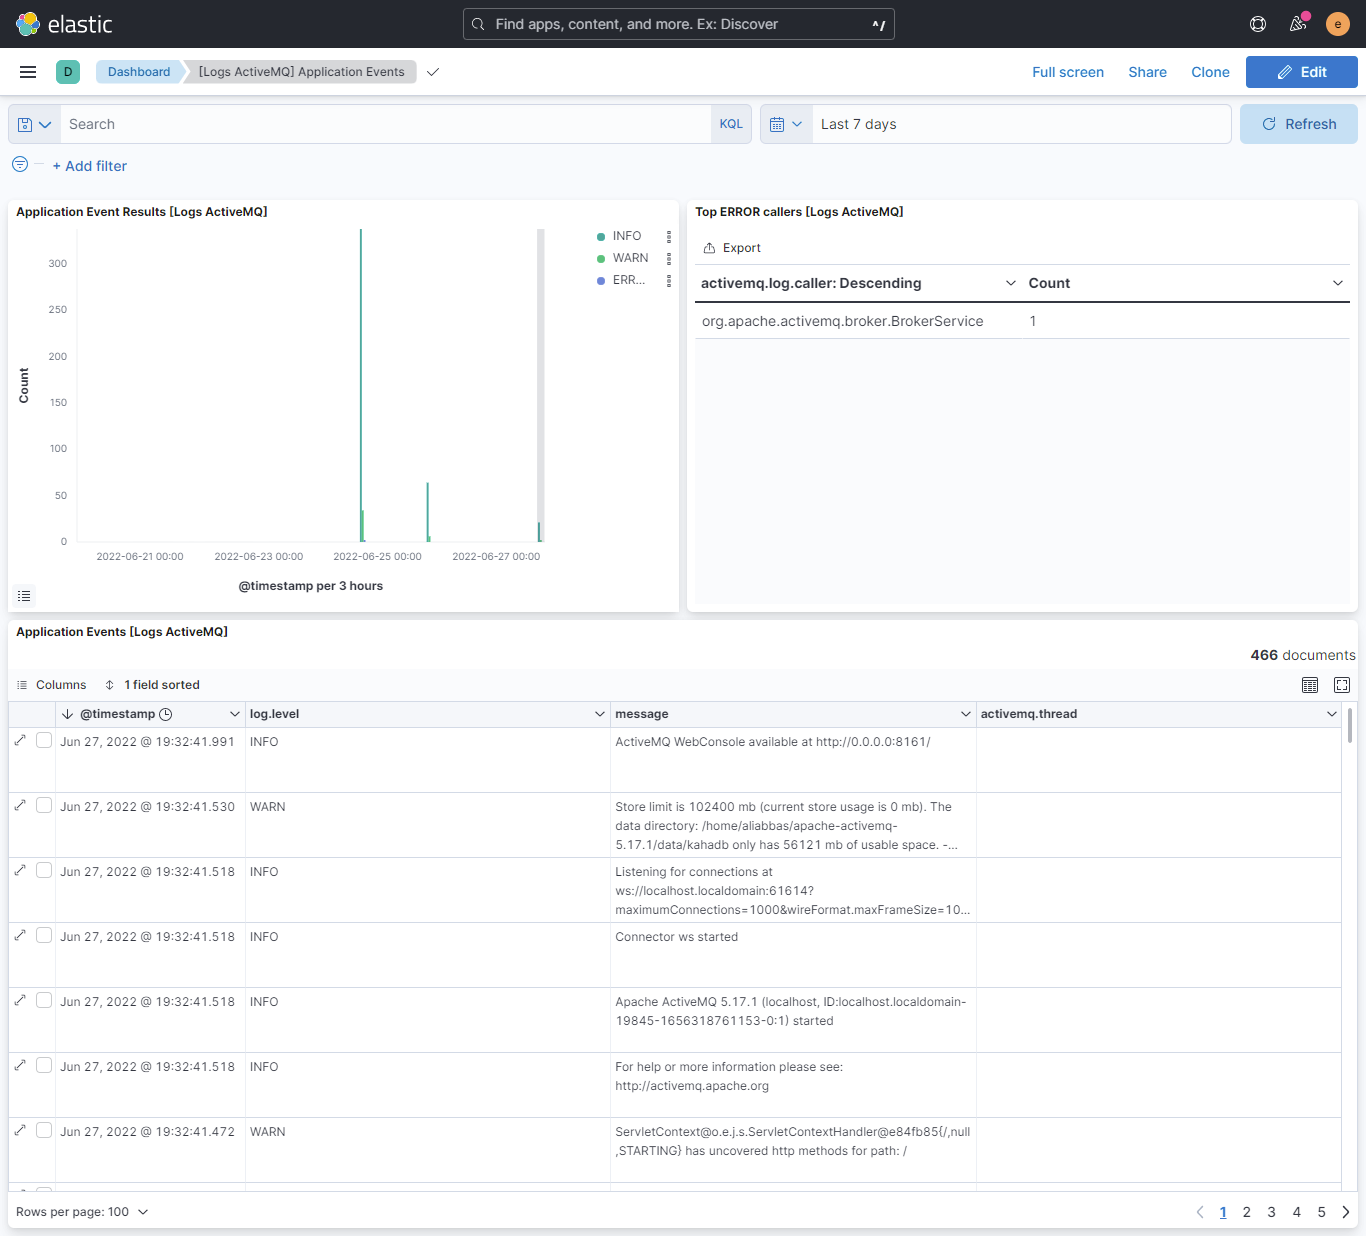 elastic
Find apps, content, and more. Ex: Discover
^/
e
D
Dashboard
[Logs ActiveMQ] Application Events
Full screen
Share
Clone
Edit
Search
KQL
Last 7 days
Refresh
+ Add filter
Application Event Results [Logs ActiveMQ]
300
250
200
150
100
50
0
Count
2022-06-21 00:00
2022-06-23 00:00
2022-06-25 00:00
2022-06-27 00:00
@timestamp per 3 hours
INFO
WARN
ERR...
Top ERROR callers [Logs ActiveMQ]
Export
activemq.log.caller: Descending
Count
org.apache.activemq.broker.BrokerService
1
Application Events [Logs ActiveMQ]
466 documents
Columns
1 field sorted
@timestamp
log.level
message
activemq.thread
Jun 27, 2022 @ 19:32:41.991
INFO
ActiveMQ WebConsole available at http://0.0.0.0:8161/
Jun 27, 2022 @ 19:32:41.530
WARN
Store limit is 102400 mb (current store usage is 0 mb). The
data directory: /home/aliabbas/apache-activemq-
5.17.1/data/kahadb only has 56121 mb of usable space. -...
Jun 27, 2022 @ 19:32:41.518
INFO
Listening for connections at
ws://localhost.localdomain:61614?
maximumConnections=1000&wireFormat.maxFrameSize=10...
Jun 27, 2022 @ 19:32:41.518
INFO
Connector ws started
Jun 27, 2022 @ 19:32:41.518
INFO
Apache ActiveMQ 5.17.1 (localhost, ID:localhost.localdomain-
19845-1656318761153-0:1) started
Jun 27, 2022 @ 19:32:41.518
INFO
For help or more information please see:
http://activemq.apache.org
Jun 27, 2022 @ 19:32:41.472
WARN
ServletContext@o.e.j.s.ServletContextHandler@e84fb85{/,null
,STARTING} has uncovered http methods for path: /
Rows per page: 100
1 2 3 4 5